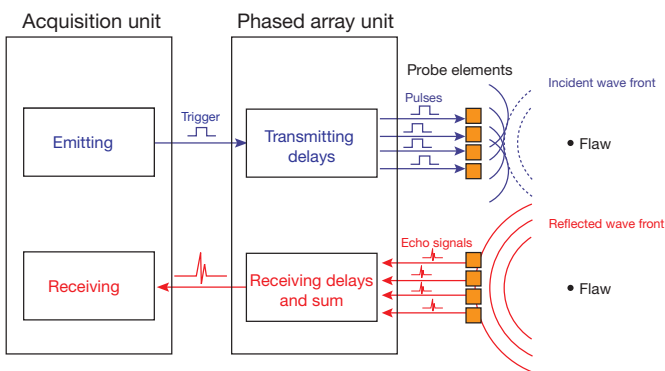 Acquisition unit
Phased array unit
Probe elements
Incident wave front
Emitting
Trigger
Transmitting
delays
Pulses
• Flaw
Reflected wave front
Receiving
Receiving delays
and sum
Echo signals
• Flaw